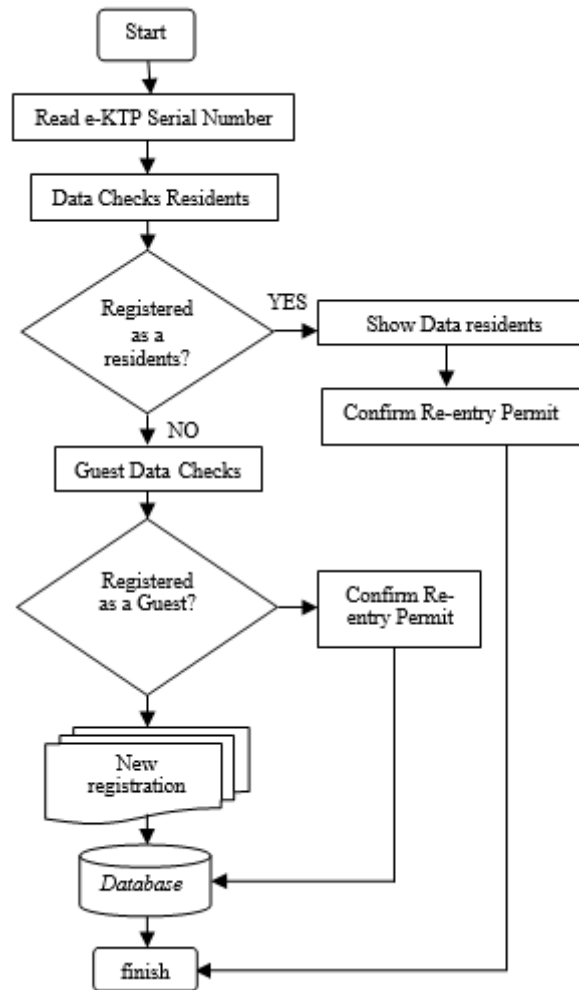 Start
Read e-KTP Serial Number
Data Checks Residents
Registered
as a
residents?
YES
Show Data residents
Confirm Re-entry Permit
NO
Guest Data Checks
Registered
as a Guest?
Confirm Re-
entry Permit
New
registration
Database
finish